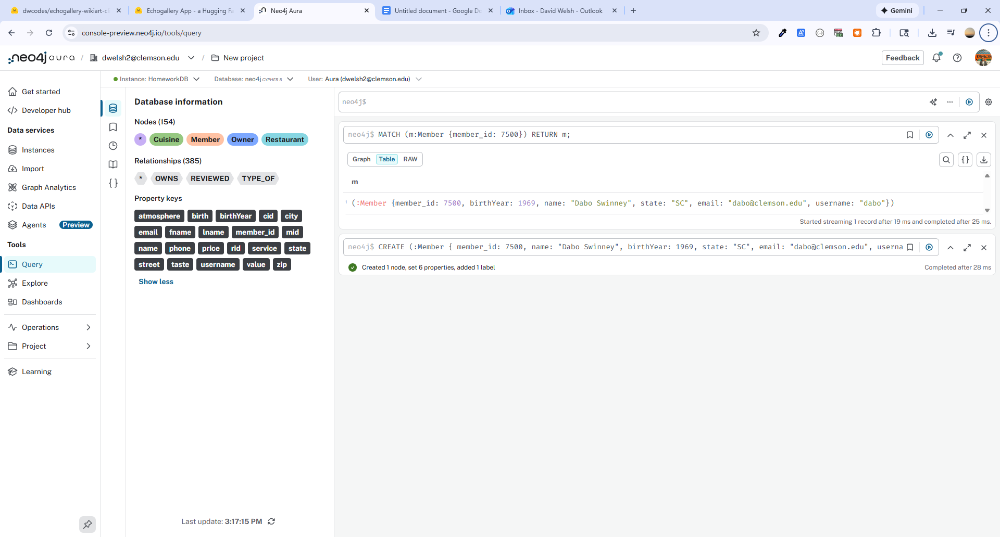 dwcodes/echogallery-wikiart-cl
Echogallery App - a Hugging Fa
Neo4j Aura
Untitled document - Google Do
Inbox - David Welsh - Outlook
Gemini
console-preview.neo4j.io/tools/query
neo4j aura / dwelsh2@clemson.edu / New project
Feedback
Instance: HomeworkDB
Database: neo4j CYPHER 5
User: Aura (dwelsh2@clemson.edu)
Get started
Developer hub
Data services
Instances
Import
Graph Analytics
Data APIs
Agents Preview
Tools
Query
Explore
Dashboards
Operations
Project
Learning
Database information
Nodes (154)
* Cuisine Member Owner Restaurant
Relationships (385)
* OWNS REVIEWED TYPE_OF
Property keys
atmosphere birth birthYear cid city
email fname lname member_id mid
name phone price rid service state
street taste username value zip
Show less
Last update: 3:17:15 PM
neo4j$
neo4j$ MATCH (m:Member {member_id: 7500}) RETURN m;
Graph Table RAW
m
1 (:Member {member_id: 7500, birthYear: 1969, name: "Dabo Swinney", state: "SC", email: "dabo@clemson.edu", username: "dabo"})
Started streaming 1 record after 19 ms and completed after 25 ms.
neo4j$ CREATE (:Member { member_id: 7500, name: "Dabo Swinney", birthYear: 1969, state: "SC", email: "dabo@clemson.edu", userna
Created 1 node, set 6 properties, added 1 label
Completed after 28 ms